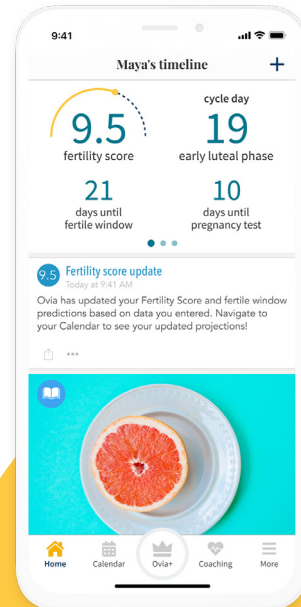 9:41
Maya's timeline
+
9.5
fertility score
cycle day
19
early luteal phase
21
days until
fertile window
10
days until
pregnancy test
9.5
Fertility score update
Today at 9:41 AM
Ovia has updated your Fertility Score and fertile window
predictions based on data you entered. Navigate to
your Calendar to see your updated projections!
Home
Calendar
Ovia+
Coaching
More